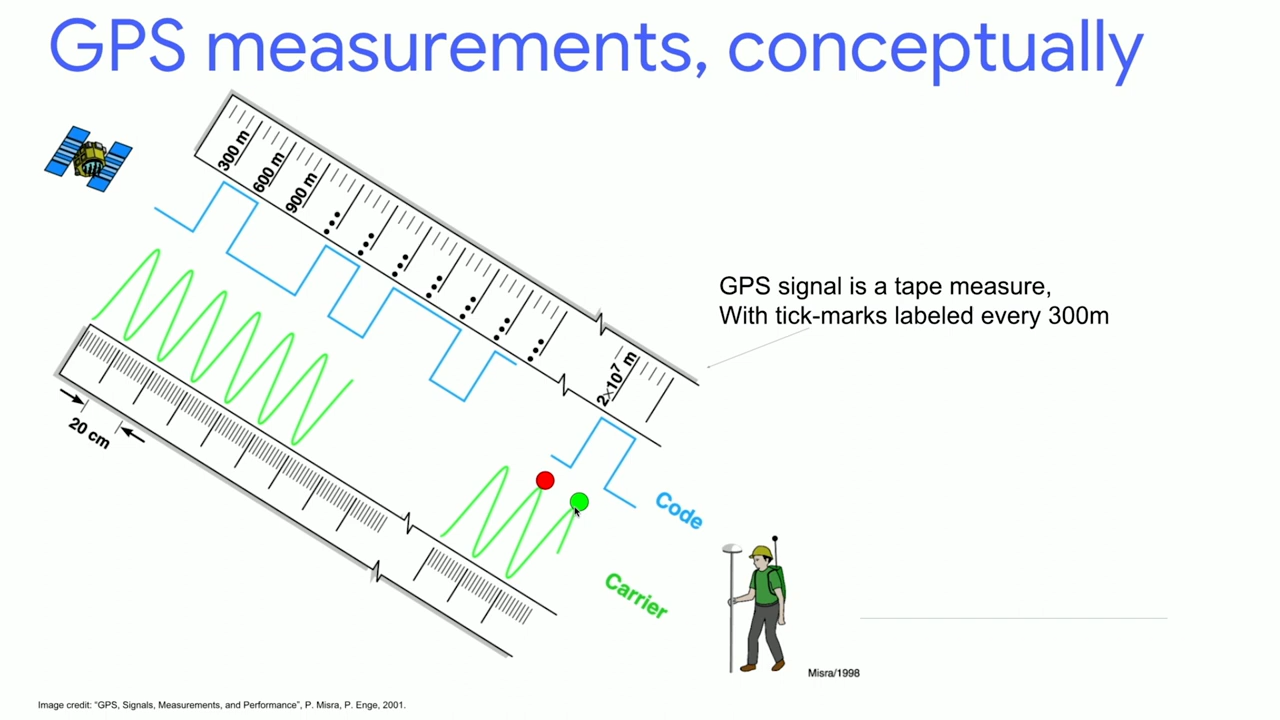 GPS measurements, conceptually
300 m
600 m
900 m
GPS signal is a tape measure,
With tick-marks labeled every 300m
2×10⁷ m
20 cm
Code
Carrier
Misra/1998
Image credit: "GPS, Signals, Measurements, and Performance", P. Misra, P. Enge, 2001.